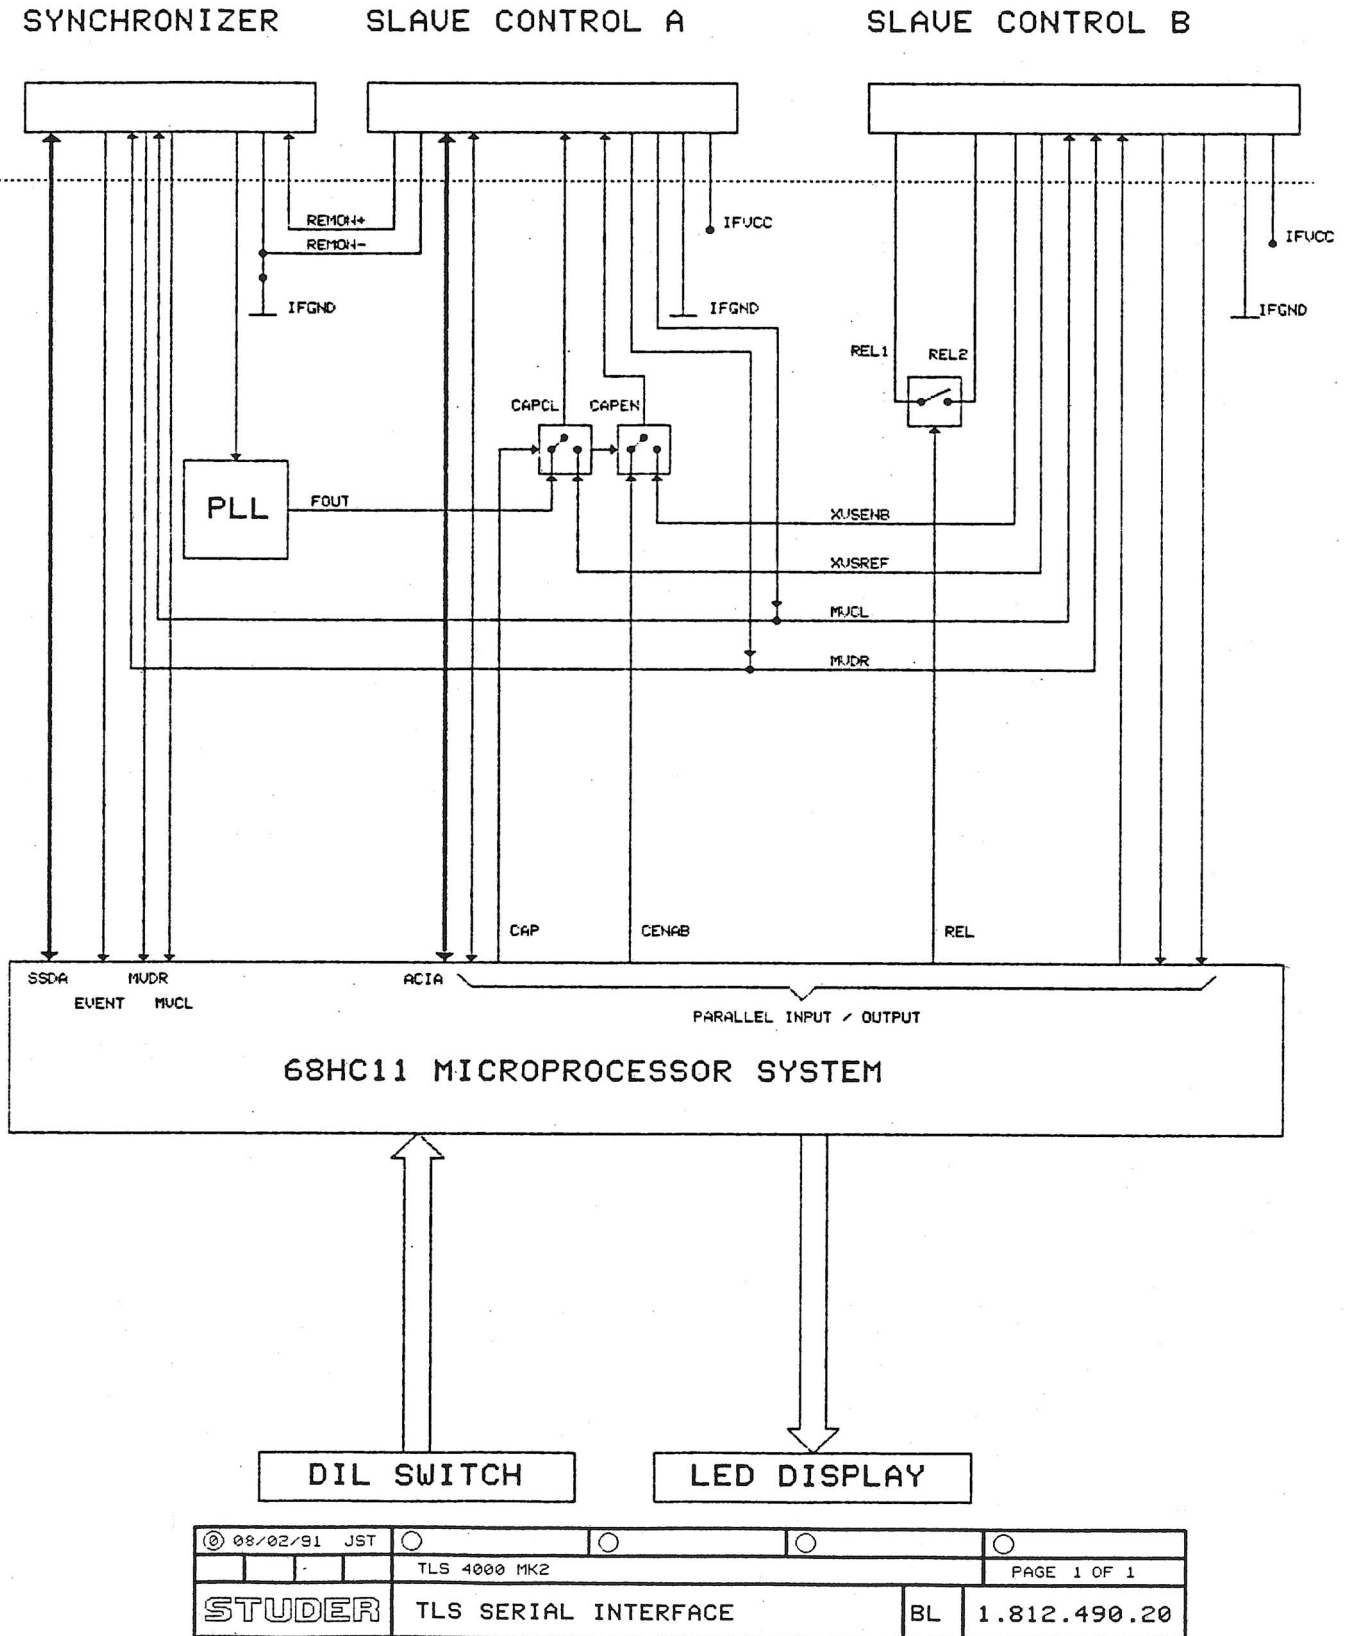 SYNCHRONIZER
SLAVE CONTROL A
SLAVE CONTROL B
REMON+
REMON-
IFGND
IFVCC
IFGND
IFVCC
IFGND
REL1
REL2
CAPCL
CAPEN
PLL
FOUT
XVSENB
XVSREF
MVCL
MVDR
CAP
CENAB
REL
SSDA
MVDR
ACIA
EVENT
MVCL
PARALLEL INPUT / OUTPUT
68HC11 MICROPROCESSOR SYSTEM
DIL SWITCH
LED DISPLAY
0 08/02/91 JST
TLS 4000 MK2
PAGE 1 OF 1
STUDER
TLS SERIAL INTERFACE
BL
1.812.490.20